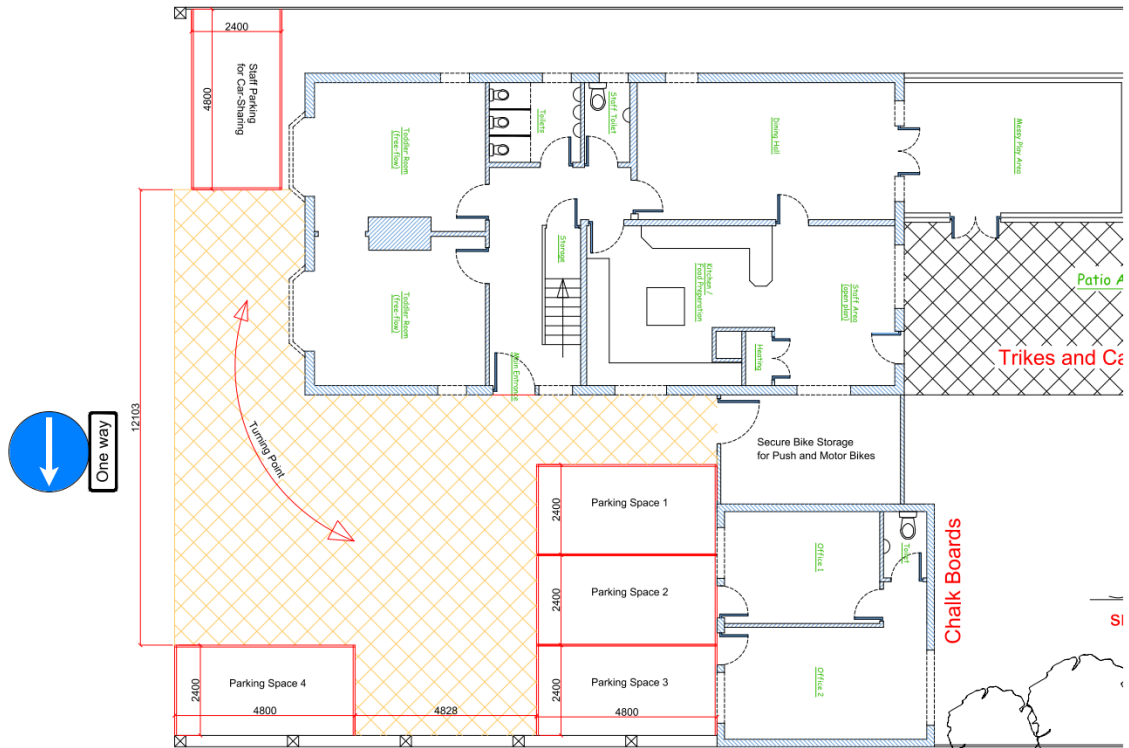 2400
4800
Staff Parking
for Car-Sharing
Toddler Room
(free-flow)
Toilets
Staff Toilet
Dining Hall
Messy Play Area
Storage
Kitchen /
Food Preparation
Staff Area
(open plan)
Heating
Patio A
Trikes and Ca
Toddler Room
(free-flow)
Main Entrance
12103
One way
Turning Point
Secure Bike Storage
for Push and Motor Bikes
2400
Parking Space 1
2400
Parking Space 2
2400
Parking Space 3
4800
2400
Parking Space 4
4800
4828
Office 1
Toilet
Office 2
Chalk Boards